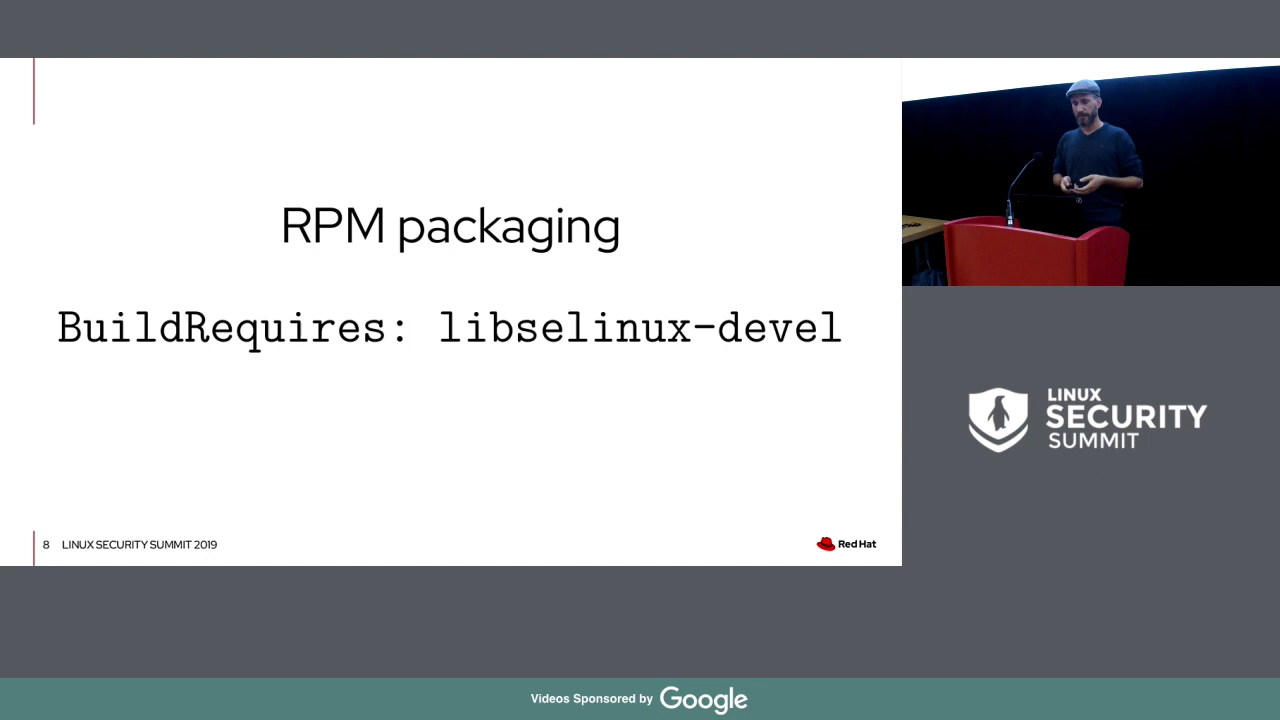 RPM packaging
BuildRequires: libselinux-devel
8 LINUX SECURITY SUMMIT 2019
Red Hat
LINUX
SECURITY
SUMMIT
Videos Sponsored by Google